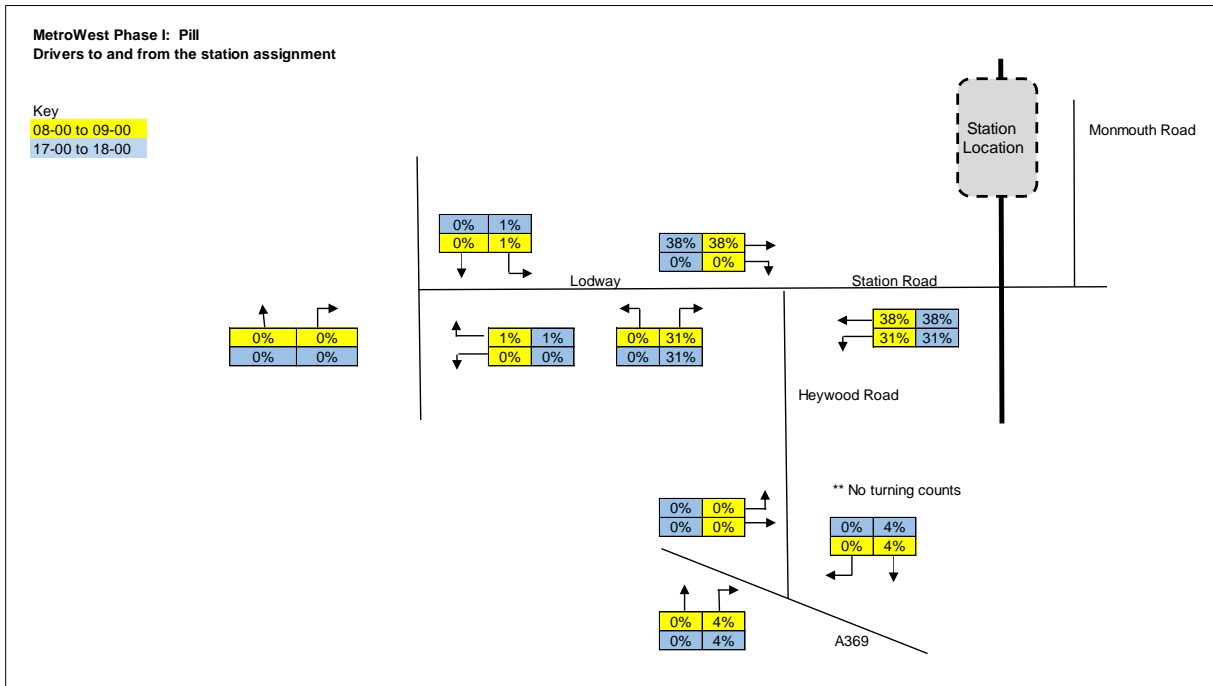 MetroWest Phase I: Pill
Drivers to and from the station assignment
Key
08-00 to 09-00
17-00 to 18-00
Station
Location
Monmouth Road
0% 1%
0% 1%
38% 38%
0% 0%
Lodway
Station Road
0% 0%
0% 0%
1% 1%
0% 0%
0% 31%
0% 31%
38% 38%
31% 31%
Heywood Road
** No turning counts
0% 0%
0% 0%
0% 4%
0% 4%
0% 4%
0% 4%
A369